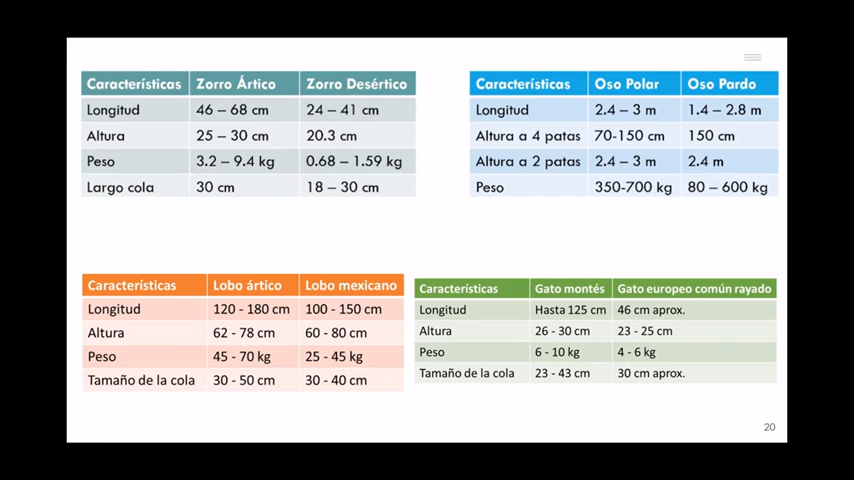 Características Zorro Ártico Zorro Desértico
Longitud 46 – 68 cm 24 – 41 cm
Altura 25 – 30 cm 20.3 cm
Peso 3.2 – 9.4 kg 0.68 – 1.59 kg
Largo cola 30 cm 18 – 30 cm
Características Oso Polar Oso Pardo
Longitud 2.4 – 3 m 1.4 – 2.8 m
Altura a 4 patas 70-150 cm 150 cm
Altura a 2 patas 2.4 – 3 m 2.4 m
Peso 350-700 kg 80 – 600 kg
Características Lobo ártico Lobo mexicano
Longitud 120 - 180 cm 100 - 150 cm
Altura 62 - 78 cm 60 - 80 cm
Peso 45 - 70 kg 25 - 45 kg
Tamaño de la cola 30 - 50 cm 30 - 40 cm
Características Gato montés Gato europeo común rayado
Longitud Hasta 125 cm 46 cm aprox.
Altura 26 - 30 cm 23 - 25 cm
Peso 6 - 10 kg 4 - 6 kg
Tamaño de la cola 23 - 43 cm 30 cm aprox.
20